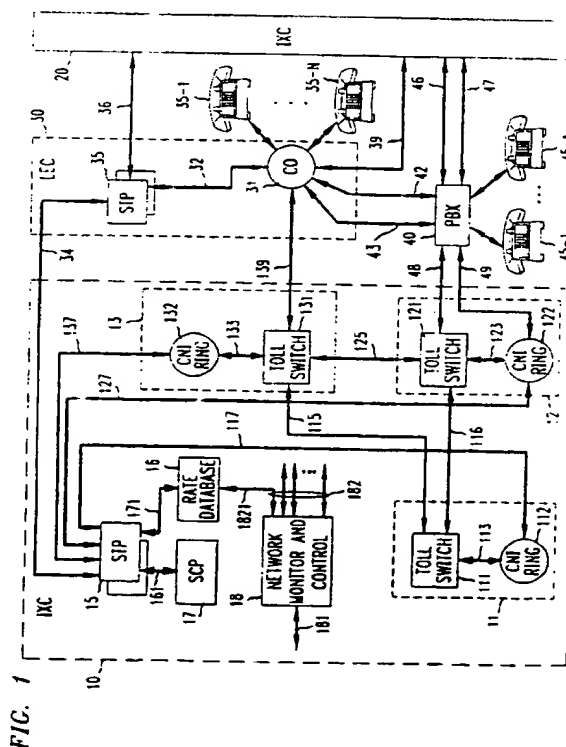 FIG. 1
10
IXC
15
STP
161
SCP
17
171
16
RATE
DATABASE
1821
182
18
NETWORK
MONITOR AND
CONTROL
181
117
127
137
34
13
132
CNI
RING
133
TOLL
SWITCH
131
139
115
125
116
11
TOLL
SWITCH
111
113
CNI
RING
112
12
121
TOLL
SWITCH
123
CNI
RING
122
48
49
LEC
30
35
STP
36
32
CO
31
35-1
35-N
39
43
42
40
PBX
46
47
20
IXC